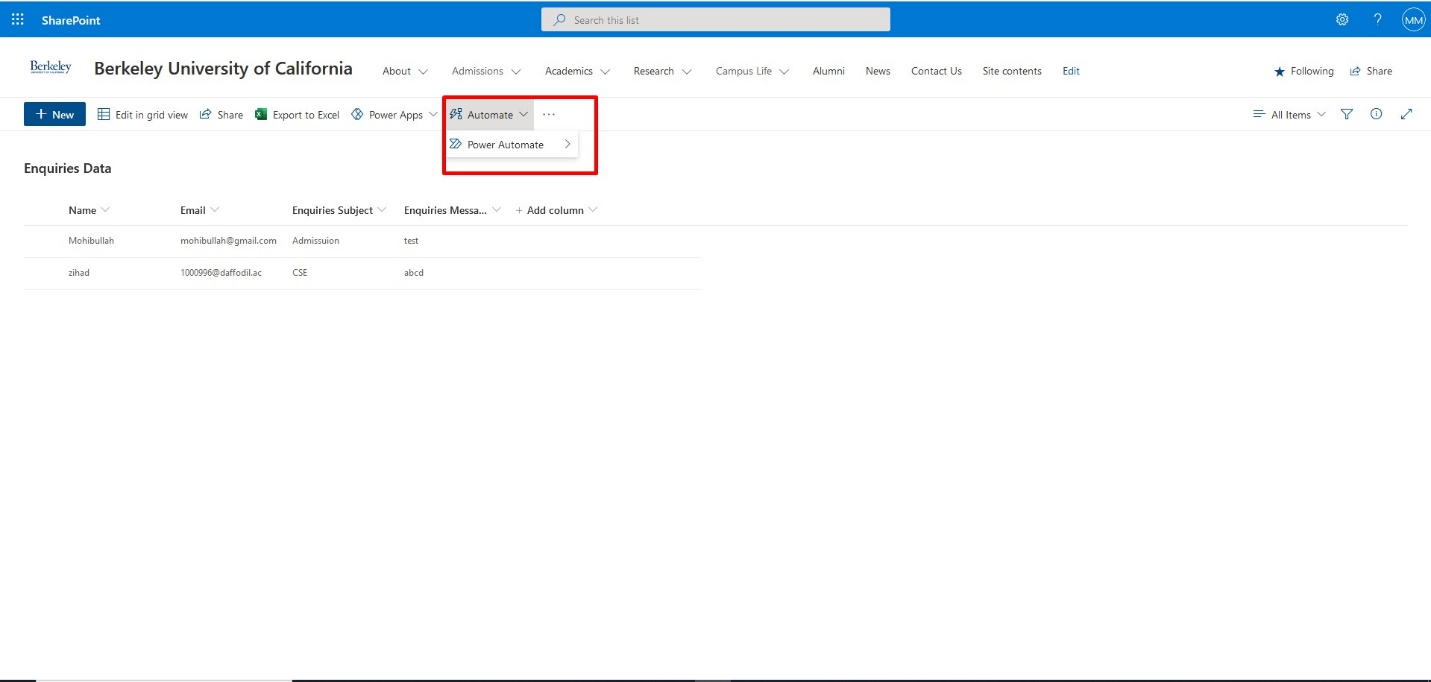 SharePoint
Search this list
?
MM
Berkeley
UNIVERSITY OF CALIFORNIA
Berkeley University of California
About
Admissions
Academics
Research
Campus Life
Alumni
News
Contact Us
Site contents
Edit
Following
Share
+ New
Edit in grid view
Share
Export to Excel
Power Apps
Automate
...
All Items
Power Automate
Enquiries Data
Name
Email
Enquiries Subject
Enquiries Messa...
+ Add column
Mohibullah
mohibullah@gmail.com
Admissuion
test
zihad
1000996@daffodil.ac
CSE
abcd